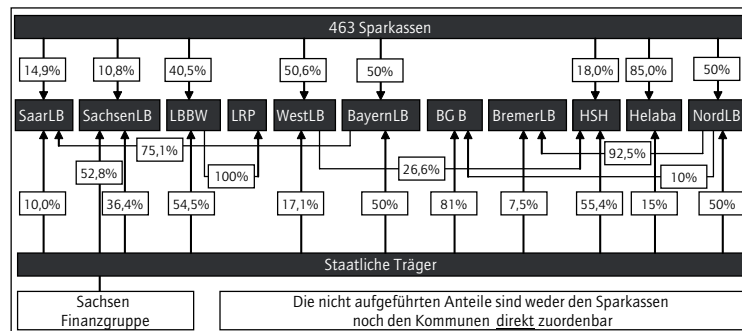 463 Sparkassen
14,9% 10,8% 40,5% 50,6% 50% 18,0% 85,0% 50%
SaarLB SachsenLB LBBW LRP WestLB BayernLB BG B BremerLB HSH Helaba NordLB
75,1% 92,5%
52,8% 100% 26,6% 10%
10,0% 36,4% 54,5% 17,1% 50% 81% 7,5% 55,4% 15% 50%
Staatliche Träger
Sachsen
Finanzgruppe
Die nicht aufgeführten Anteile sind weder den Sparkassen
noch den Kommunen direkt zuordenbar